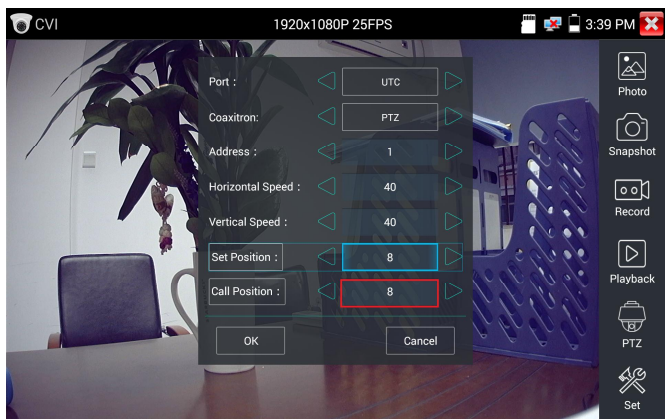 CVI 1920x1080P 25FPS 3:39 PM
Port : UTC
Coaxitron: PTZ
Address : 1
Horizontal Speed : 40
Vertical Speed : 40
Set Position : 8
Call Position : 8
OK Cancel
Photo
Snapshot
Record
Playback
PTZ
Set